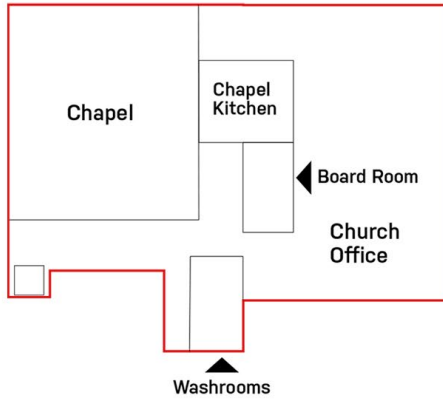 Chapel
Chapel
Kitchen
Board Room
Church
Office
Washrooms